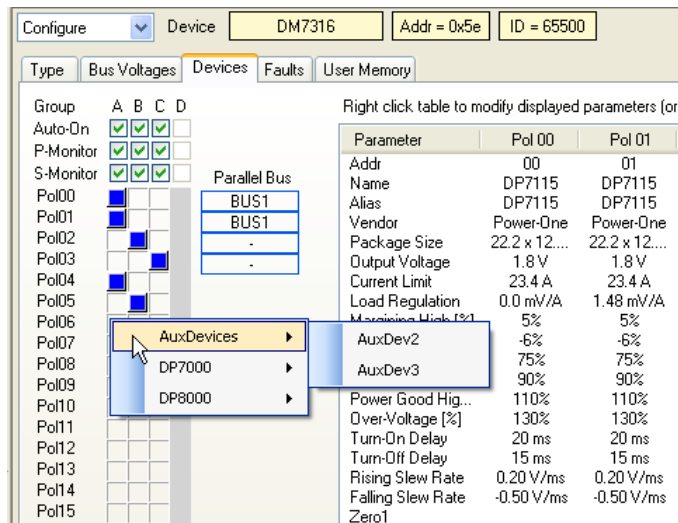 Configure Device DM7316 Addr = 0x5e ID = 65500
Type Bus Voltages Devices Faults User Memory
Group A B C D
Auto-On
P-Monitor
S-Monitor
Parallel Bus
Pol00 BUS1
Pol01 BUS1
Pol02 -
Pol03 -
Pol04
Pol05
Pol06
Pol07
Pol08
Pol09
Pol10
Pol11
Pol12
Pol13
Pol14
Pol15
AuxDevices
DP7000
DP8000
AuxDev2
AuxDev3
Right click table to modify displayed parameters (or
Parameter Pol 00 Pol 01
Addr 00 01
Name DP7115 DP7115
Alias DP7115 DP7115
Vendor Power-One Power-One
Package Size 22.2 x 12.... 22.2 x 12....
Output Voltage 1.8 V 1.8 V
Current Limit 23.4 A 23.4 A
Load Regulation 0.0 mV/A 1.48 mV/A
Margining High [%] 5% 5%
-6% -6%
75% 75%
90% 90%
Power Good Hig... 110% 110%
Over-Voltage [%] 130% 130%
Turn-On Delay 20 ms 20 ms
Turn-Off Delay 15 ms 15 ms
Rising Slew Rate 0.20 V/ms 0.20 V/ms
Falling Slew Rate -0.50 V/ms -0.50 V/ms
Zero1